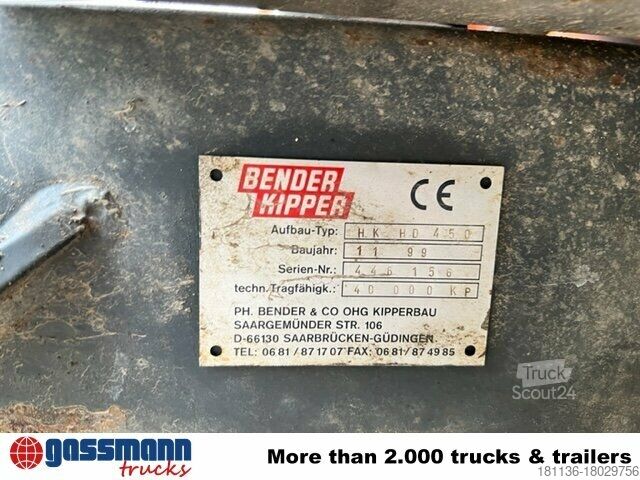 BENDER
KIPPER
CE
Aufbau-Typ: HK HD 450
Baujahr: 11 99
Serien-Nr.: 446 156
techn. Tragfähigk.: 40 000 KP
PH. BENDER & CO OHG KIPPERBAU
SAARGEMÜNDER STR. 106
D-66130 SAARBRÜCKEN-GÜDINGEN
TEL: 06 81 / 87 17 07 FAX: 06 81 / 87 49 85
Truck
Scout24
gassmann
trucks
More than 2.000 trucks & trailers
181136-18029756